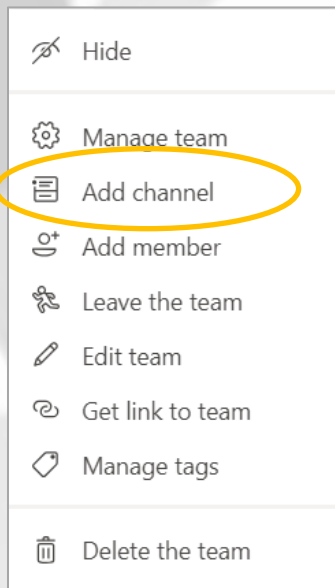 Hide
Manage team
Add channel
Add member
Leave the team
Edit team
Get link to team
Manage tags
Delete the team